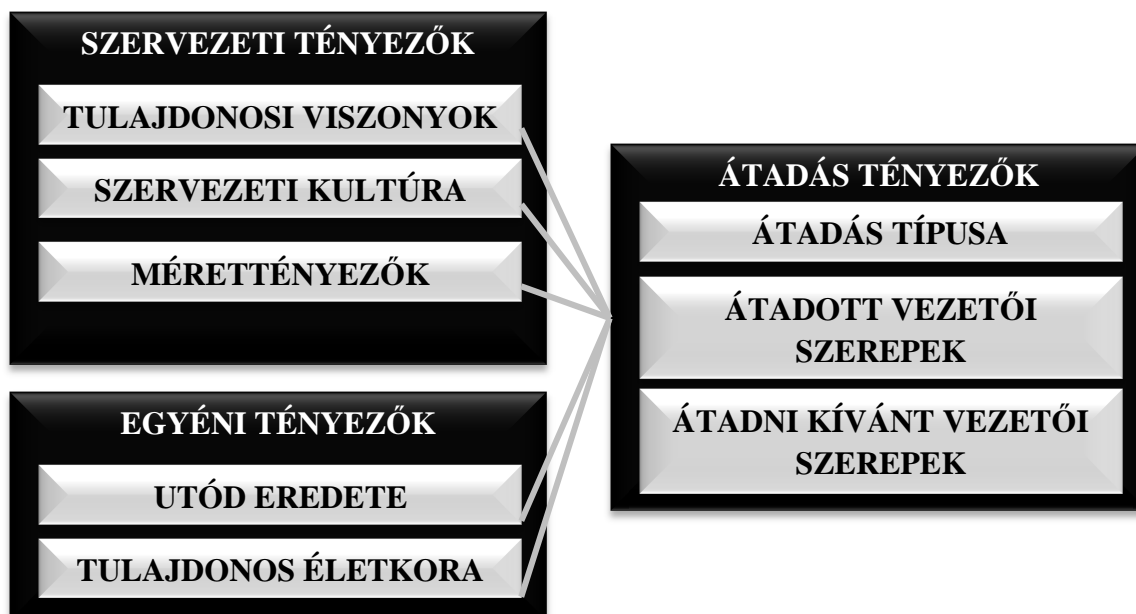 SZERVEZETI TÉNYEZŐK
TULAJDONOSI VISZONYOK
SZERVEZETI KULTÚRA
MÉRETTÉNYEZŐK
EGYÉNI TÉNYEZŐK
UTÓD EREDETE
TULAJDONOS ÉLETKORA
ÁTADÁS TÉNYEZŐK
ÁTADÁS TÍPUSA
ÁTADOTT VEZETŐI
SZEREPEK
ÁTADNI KÍVÁNT VEZETŐI
SZEREPEK